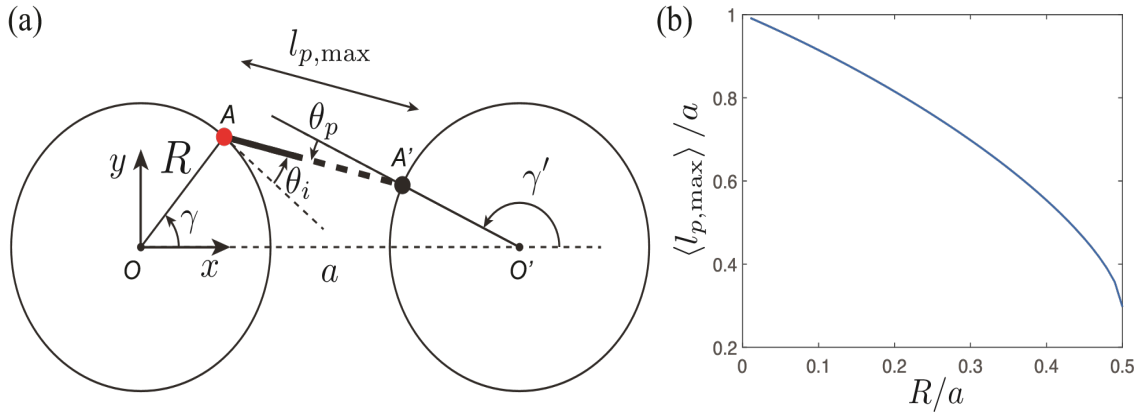 (a)
l_{p,max}
A
R
θ_p
A'
θ_i
y
γ
γ'
O
x
a
O'
(b)
⟨l_{p,max}⟩/a
1
0.8
0.6
0.4
0.2
0
0.1
0.2
0.3
0.4
0.5
R/a